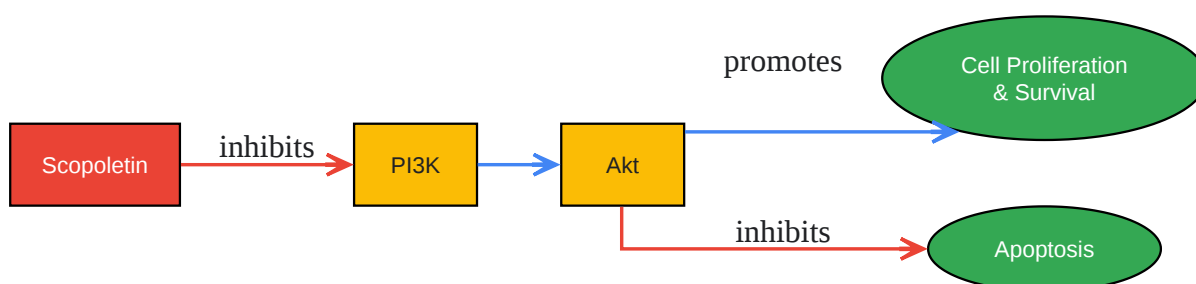 promotes
Cell Proliferation
& Survival
Scopoletin
inhibits
PI3K
Akt
inhibits
Apoptosis